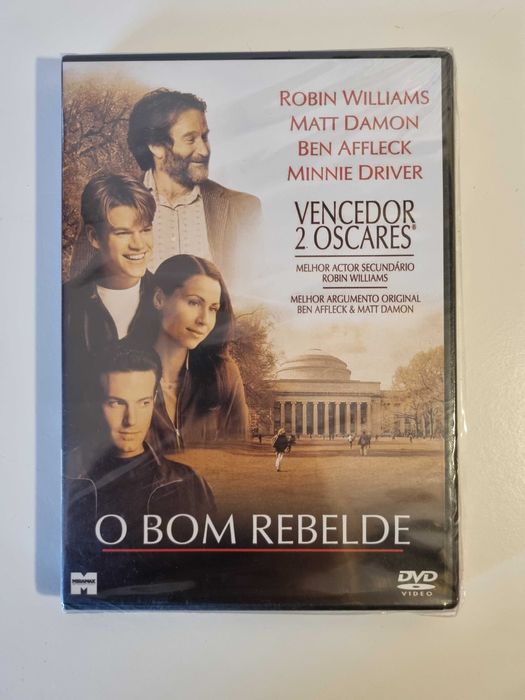 ROBIN WILLIAMS
MATT DAMON
BEN AFFLECK
MINNIE DRIVER
VENCEDOR
2 OSCARES®
MELHOR ACTOR SECUNDÁRIO
ROBIN WILLIAMS
MELHOR ARGUMENTO ORIGINAL
BEN AFFLECK & MATT DAMON
O BOM REBELDE
MIRAMAX
DVD
VIDEO